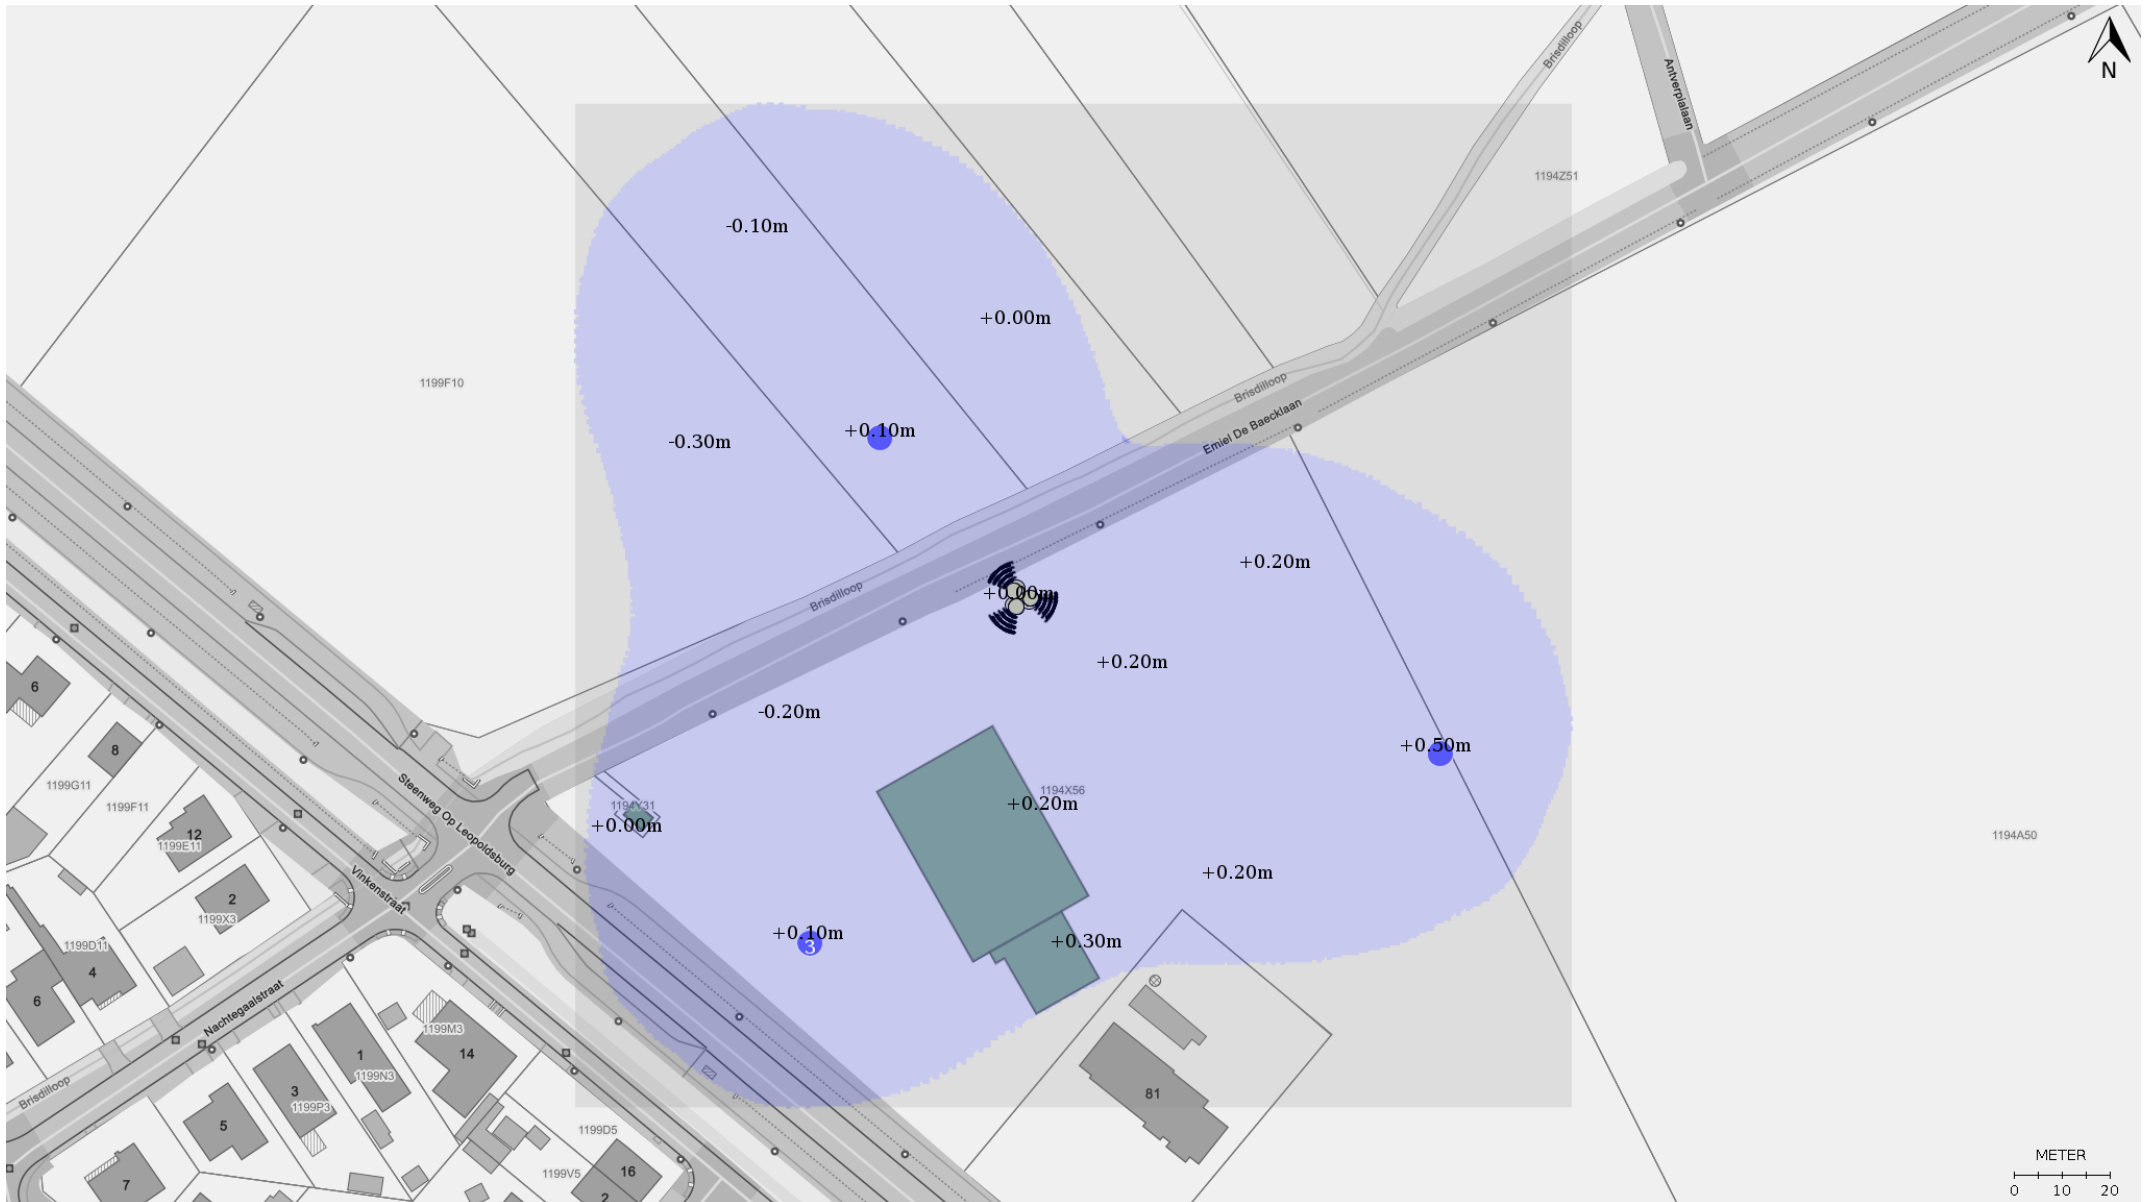 N
Brisdilloop
Antverpialaan
1194Z51
-0.10m
+0.00m
1199F10
Brisdilloop
Emiel De Baecklaan
+0.10m
-0.30m
+0.20m
+0.00m
Brisdilloop
+0.20m
6
-0.20m
8
+0.50m
1199G11
1194X56
1199F11
1194Y31
+0.20m
+0.00m
Steenweg Op Leopoldsburg
12
1199E11
1194A50
+0.20m
Vinkenstraat
2
1199X3
+0.10m
3
+0.30m
1199D11
4
6
Nachtegaalstraat
1199M3
14
1
1199N3
3
1199P3
Brisdilloop
81
5
1199D5
METER
0 10 20
1199V5
16
7
2